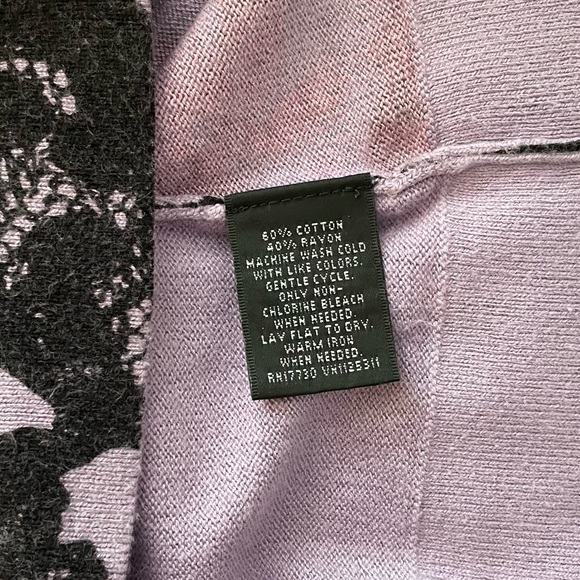 60% COTTON
40% RAYON
MACHINE WASH COLD
WITH LIKE COLORS.
GENTLE CYCLE.
ONLY NON-
CHLORINE BLEACH
WHEN NEEDED.
LAY FLAT TO DRY.
WARM IRON
WHEN NEEDED.
RN17730 VN1125311